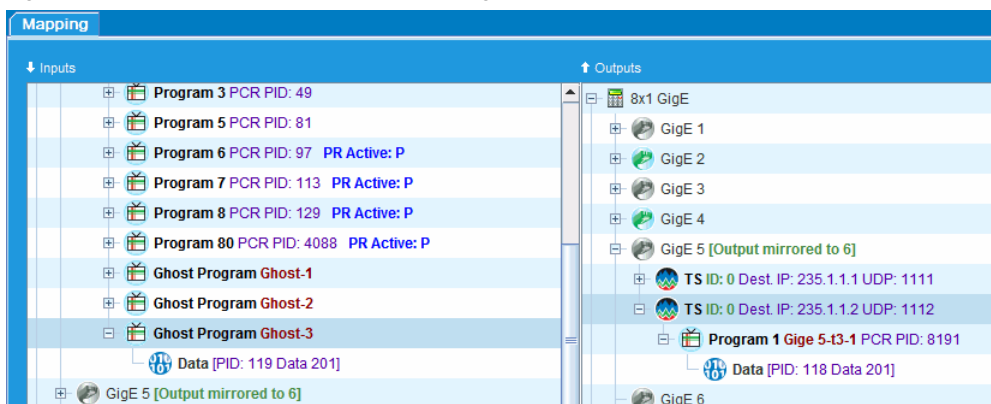 Mapping
Inputs
Program 3 PCR PID: 49
Program 5 PCR PID: 81
Program 6 PCR PID: 97 PR Active: P
Program 7 PCR PID: 113 PR Active: P
Program 8 PCR PID: 129 PR Active: P
Program 80 PCR PID: 4088 PR Active: P
Ghost Program Ghost-1
Ghost Program Ghost-2
Ghost Program Ghost-3
Data [PID: 119 Data 201]
GigE 5 [Output mirrored to 6]
Outputs
8x1 GigE
GigE 1
GigE 2
GigE 3
GigE 4
GigE 5 [Output mirrored to 6]
TS ID: 0 Dest. IP: 235.1.1.1 UDP: 1111
TS ID: 0 Dest. IP: 235.1.1.2 UDP: 1112
Program 1 Gige 5-t3-1 PCR PID: 8191
Data [PID: 118 Data 201]
GigE 6